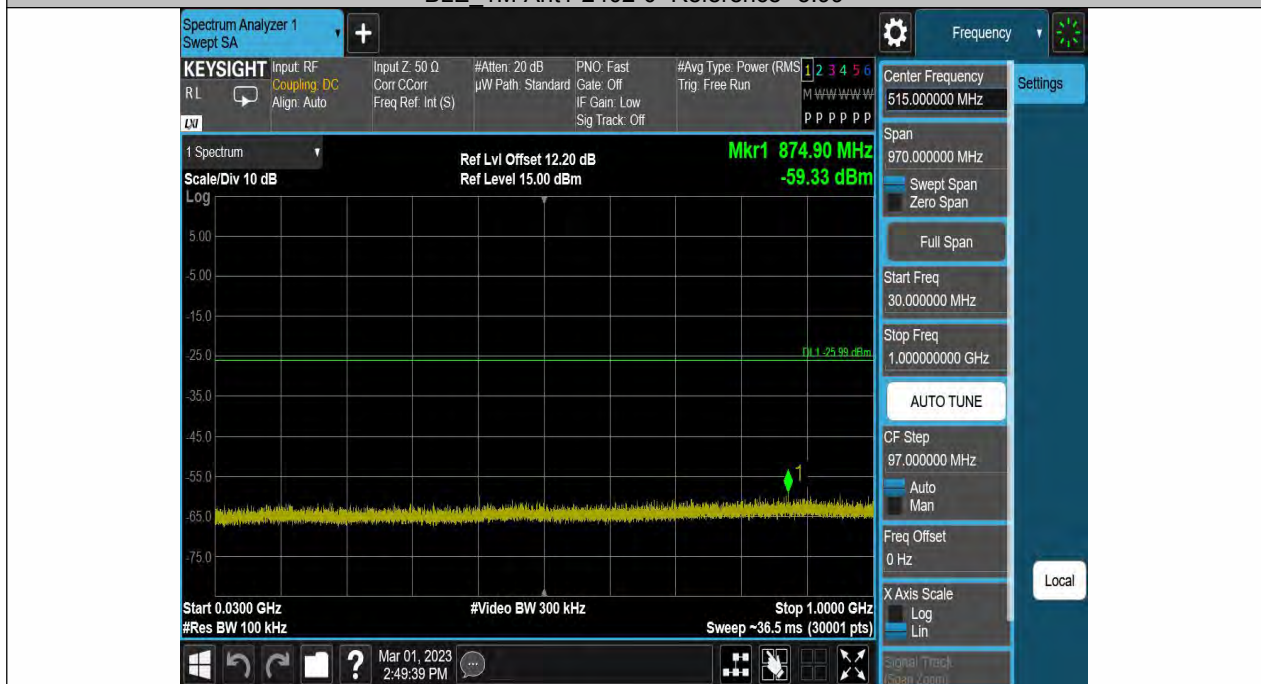 Spectrum Analyzer 1
Swept SA
Frequency
KEYSIGHT
RL
LXI
Input: RF
Coupling: DC
Align: Auto
Input Z: 50 Ω
Corr CCorr
Freq Ref: Int (S)
#Atten: 20 dB
µW Path: Standard
PNO: Fast
Gate: Off
IF Gain: Low
Sig Track: Off
#Avg Type: Power (RMS
Trig: Free Run
1 2 3 4 5 6
M W W W W W
P P P P P P
Center Frequency
515.000000 MHz
Settings
1 Spectrum
Scale/Div 10 dB
Ref Lvl Offset 12.20 dB
Ref Level 15.00 dBm
Mkr1 874.90 MHz
-59.33 dBm
Log
5.00
-5.00
-15.0
-25.0
-35.0
-45.0
-55.0
-65.0
-75.0
DL1 -25.99 dBm
1
Start 0.0300 GHz
#Res BW 100 kHz
#Video BW 300 kHz
Stop 1.0000 GHz
Sweep ~36.5 ms (30001 pts)
Span
970.000000 MHz
Swept Span
Zero Span
Full Span
Start Freq
30.000000 MHz
Stop Freq
1.000000000 GHz
AUTO TUNE
CF Step
97.000000 MHz
Auto
Man
Freq Offset
0 Hz
X Axis Scale
Log
Lin
Signal Track
(Span Zoom)
Local
?
Mar 01, 2023
2:49:39 PM